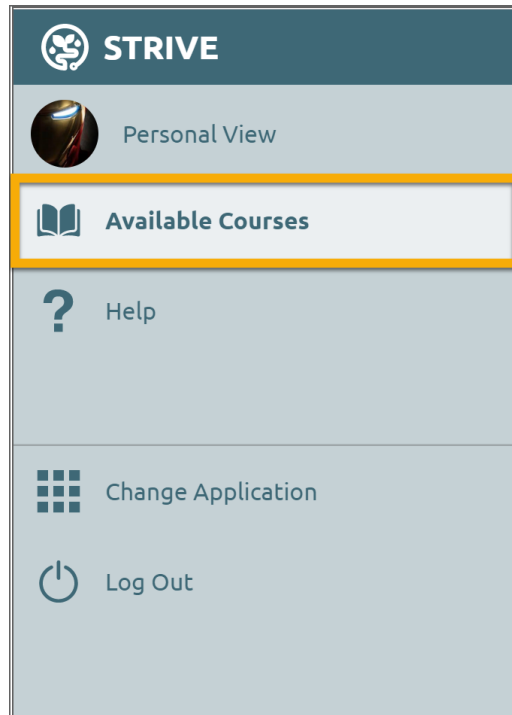 STRIVE
Personal View
Available Courses
? Help
Change Application
Log Out